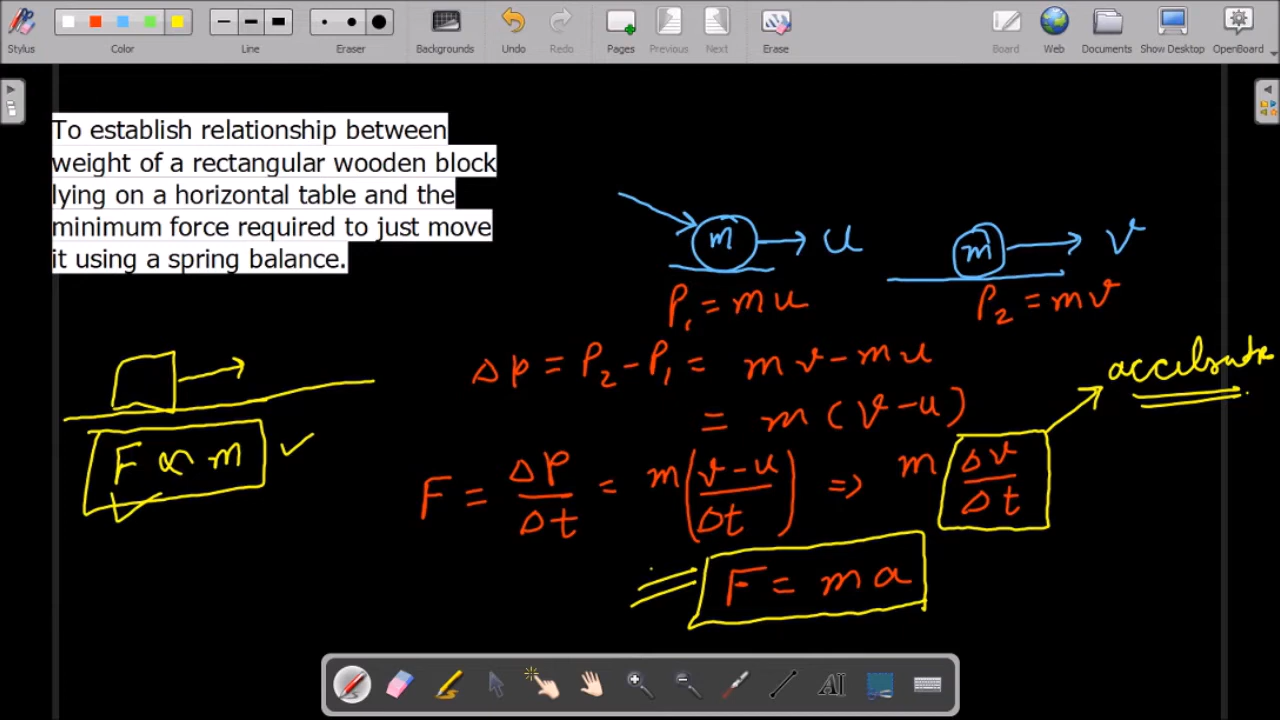 Stylus Color Line Eraser Backgrounds Undo Redo Pages Previous Next Erase Board Web Documents Show Desktop OpenBoard
To establish relationship between
weight of a rectangular wooden block
lying on a horizontal table and the
minimum force required to just move
it using a spring balance.
m → u
m → v
P₁ = mu
P₂ = mv
Δp = P₂ - P₁ = mv - mu
= m(v-u)
F = Δp/Δt = m(v-u/Δt) ⇒ m Δv/Δt
F = ma
F ∝ m ✓
AI